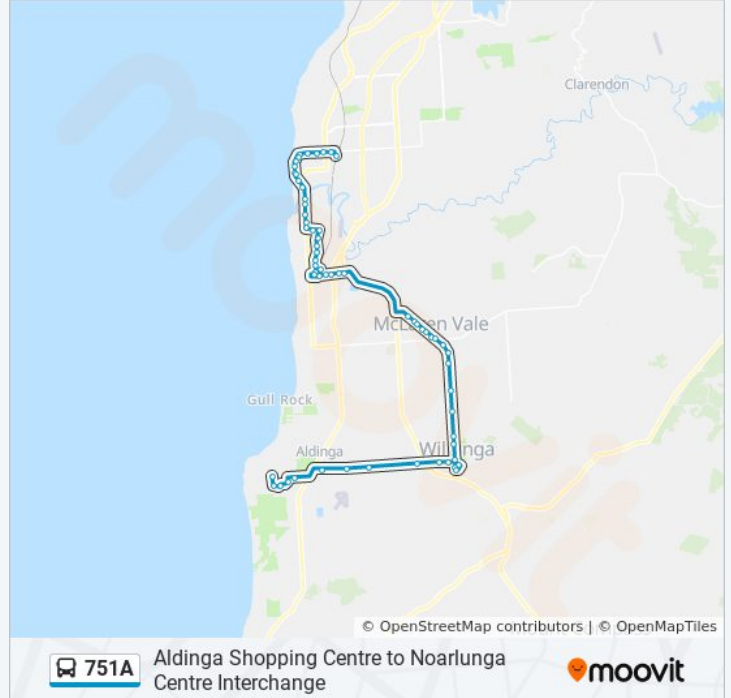 Clarendon
McLaren Vale
Gull Rock
Aldinga
Willunga
© OpenStreetMap contributors | © OpenMapTiles
751A
Aldinga Shopping Centre to Noarlunga
Centre Interchange
moovit